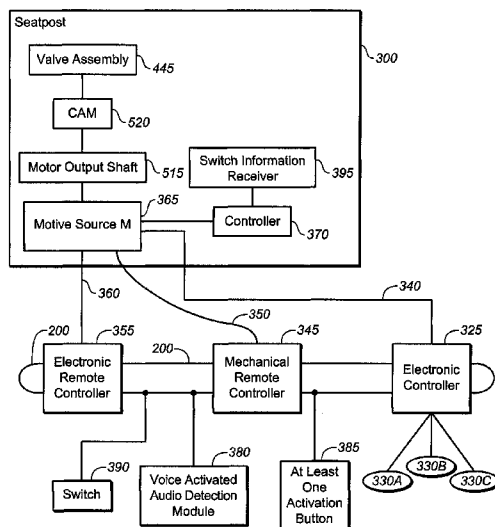 Seatpost
Valve Assembly
445
300
CAM
520
Motor Output Shaft
515
Switch Information
Receiver
395
Motive Source M
365
Controller
370
360
350
340
200
355
Electronic
Remote
Controller
200
345
Mechanical
Remote
Controller
325
Electronic
Controller
390
Switch
380
Voice Activated
Audio Detection
Module
385
At Least
One
Activation
Button
330A
330B
330C